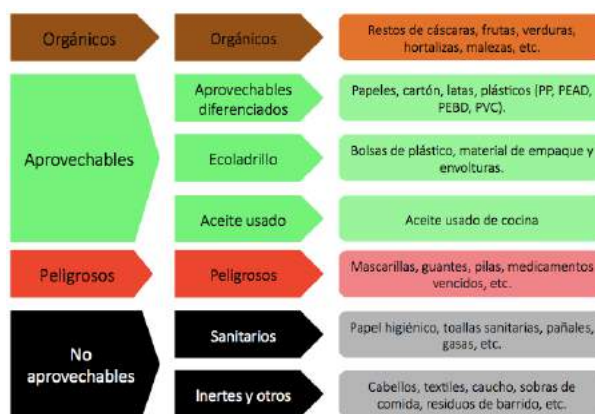 Orgánicos
Orgánicos
Restos de cáscaras, frutas, verduras,
hortalizas, malezas, etc.
Aprovechables
Aprovechables
diferenciados
Papeles, cartón, latas, plásticos (PP, PEAD,
PEBD, PVC).
Ecoladrillo
Bolsas de plástico, material de empaque y
envolturas.
Aceite usado
Aceite usado de cocina
Peligrosos
Peligrosos
Mascarillas, guantes, pilas, medicamentos
vencidos, etc.
No
aprovechables
Sanitarios
Papel higiénico, toallas sanitarias, pañales,
gasas, etc.
Inertes y otros
Cabellos, textiles, caucho, sobras de
comida, residuos de barrido, etc.